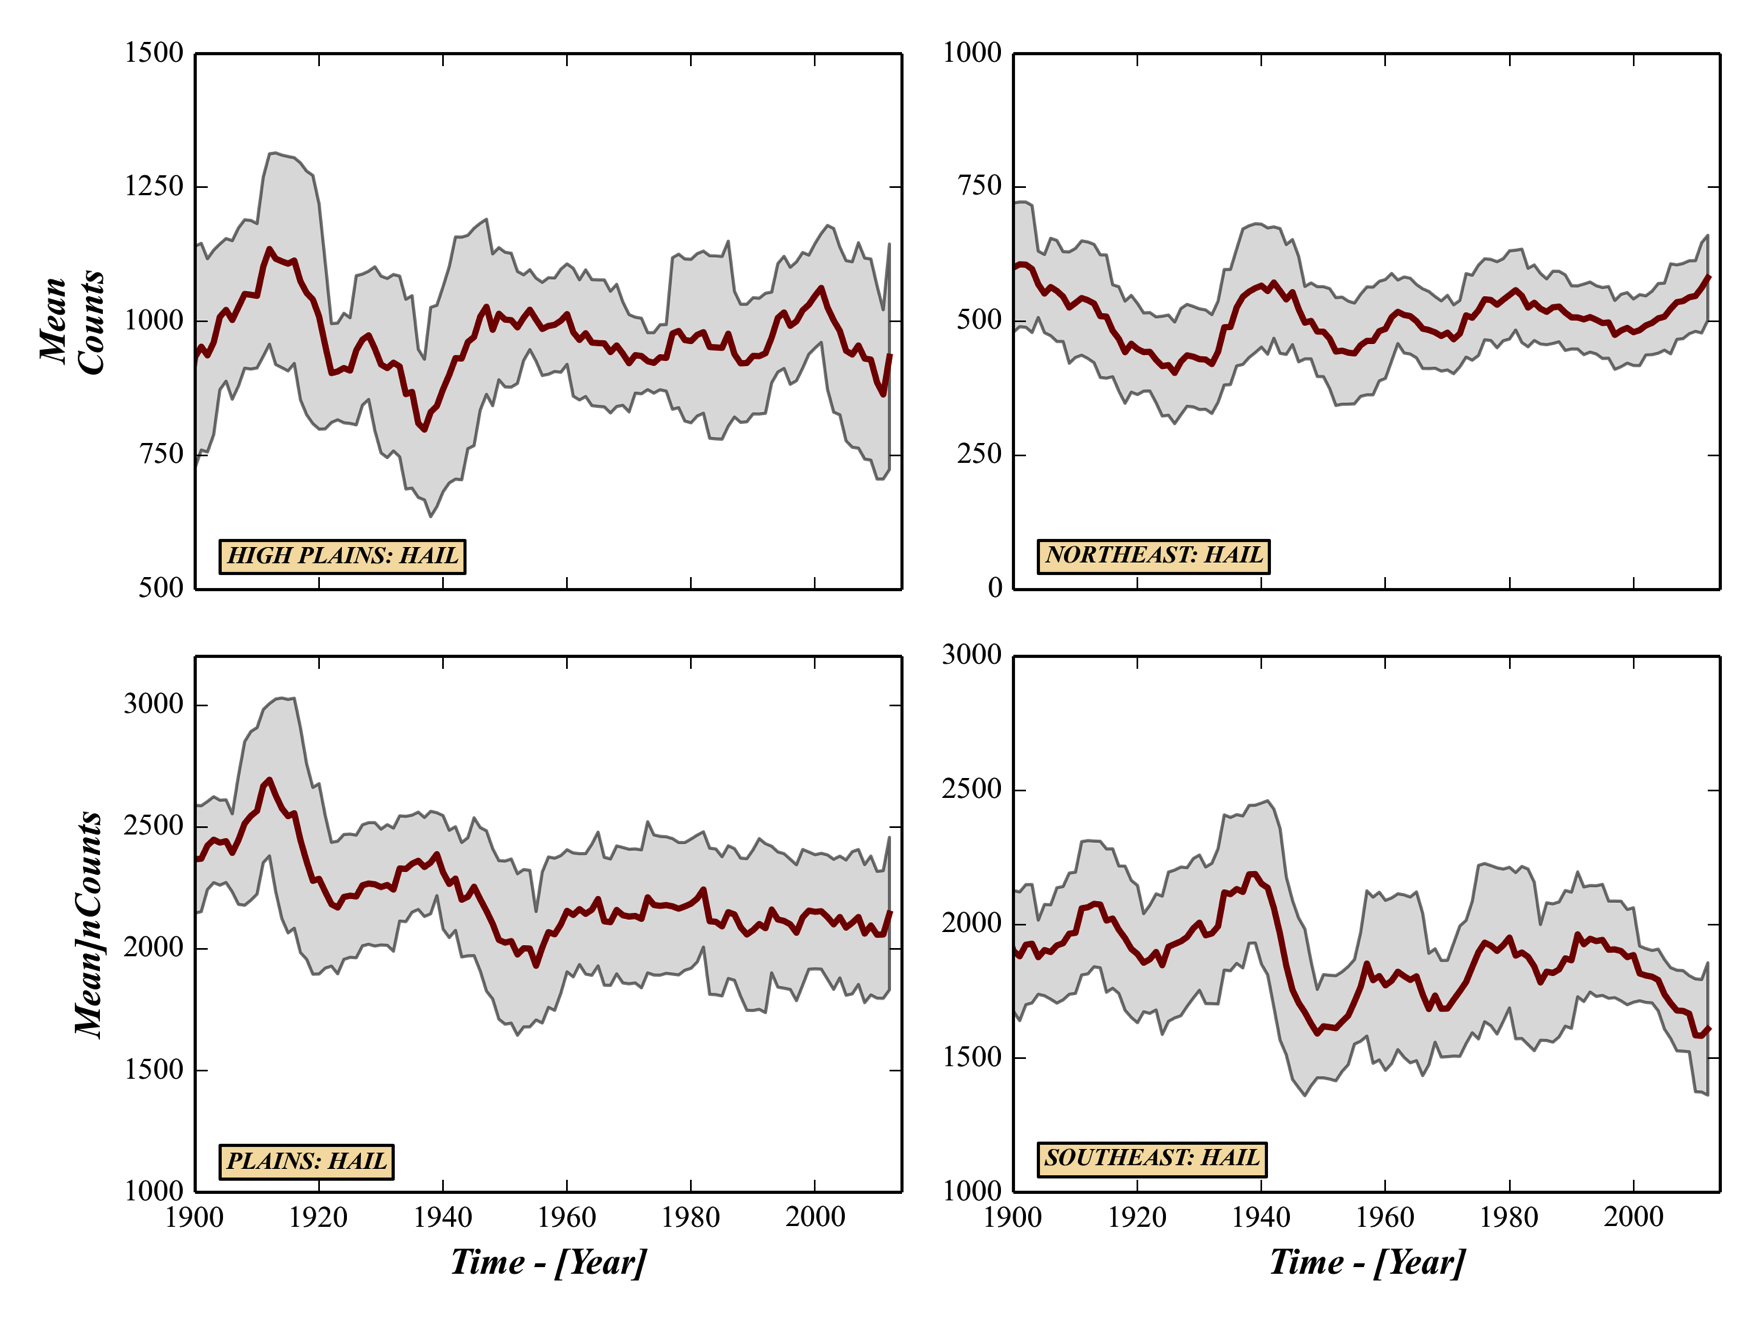 1500
1250
1000
750
500
Mean
Counts
HIGH PLAINS: HAIL
1000
750
500
250
0
NORTHEAST: HAIL
3000
2500
2000
1500
1000
Mean]nCounts
PLAINS: HAIL
1900 1920 1940 1960 1980 2000
Time - [Year]
3000
2500
2000
1500
1000
SOUTHEAST: HAIL
1900 1920 1940 1960 1980 2000
Time - [Year]